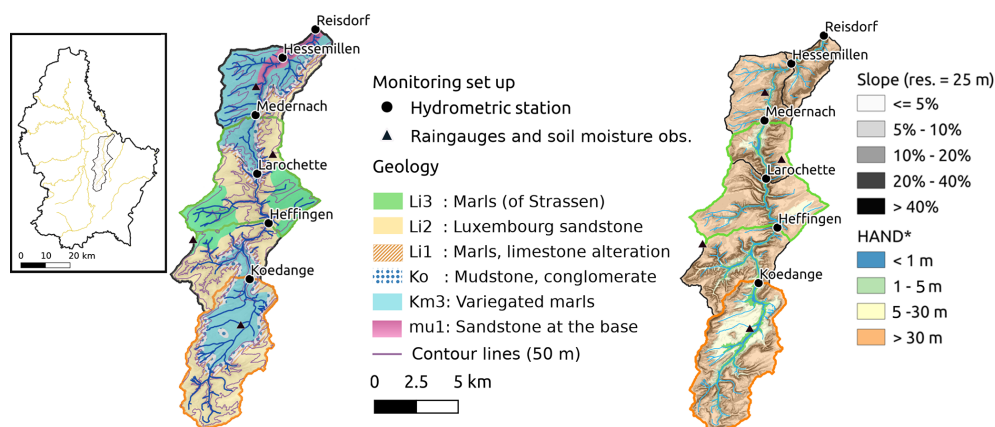 0 10 20 km
Reisdorf
Hessemillen
Medernach
Larochette
Heffingen
Koedange
Monitoring set up
Hydrometric station
Raingauges and soil moisture obs.
Geology
Li3 : Marls (of Strassen)
Li2 : Luxembourg sandstone
Li1 : Marls, limestone alteration
Ko : Mudstone, conglomerate
Km3: Variegated marls
mu1: Sandstone at the base
Contour lines (50 m)
0 2.5 5 km
Reisdorf
Hessemillen
Medernach
Larochette
Heffingen
Koedange
Slope (res. = 25 m)
<= 5%
5% - 10%
10% - 20%
20% - 40%
> 40%
HAND*
< 1 m
1 - 5 m
5 -30 m
> 30 m